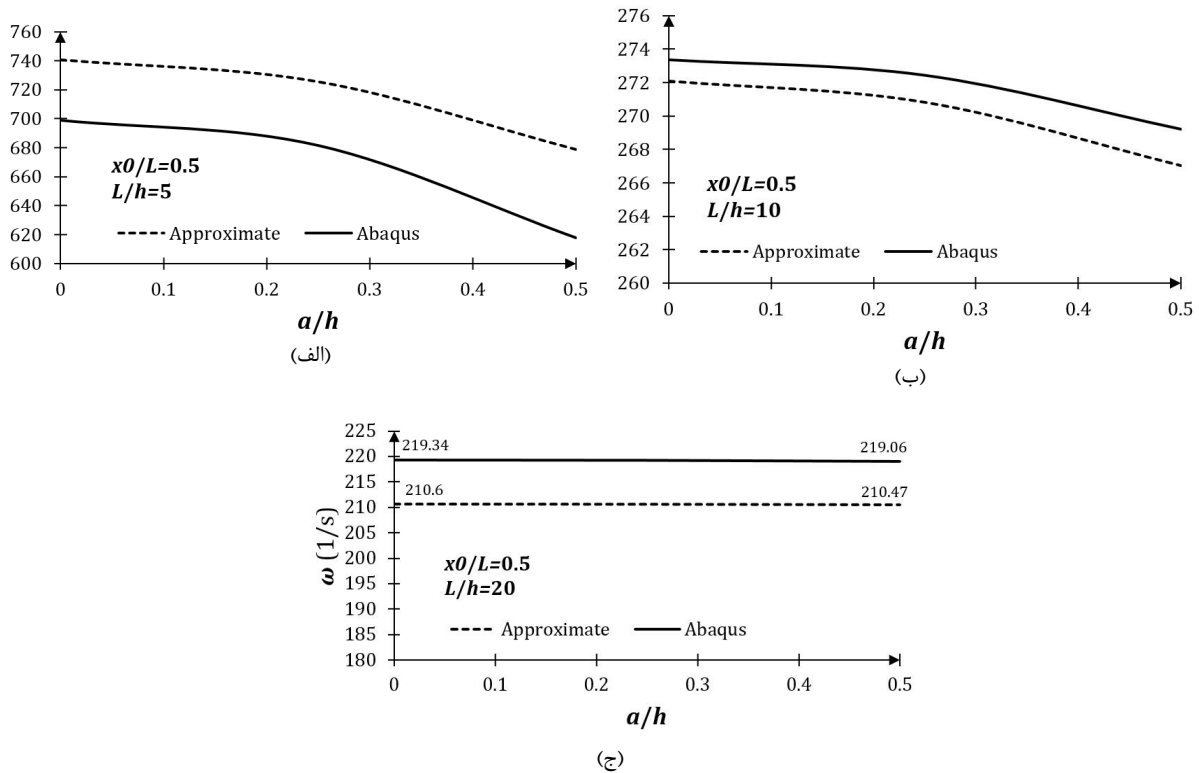 760
740
720
700
680
660
640
620
600
x0/L=0.5
L/h=5
Approximate
Abaqus
0 0.1 0.2 0.3 0.4 0.5
a/h
(الف)
276
274
272
270
268
266
264
262
260
x0/L=0.5
L/h=10
Approximate
Abaqus
0 0.1 0.2 0.3 0.4 0.5
a/h
(ب)
ω (1/s)
225
220
215
210
205
200
195
190
185
180
219.34 219.06
210.6 210.47
x0/L=0.5
L/h=20
Approximate
Abaqus
0 0.1 0.2 0.3 0.4 0.5
a/h
(ج)